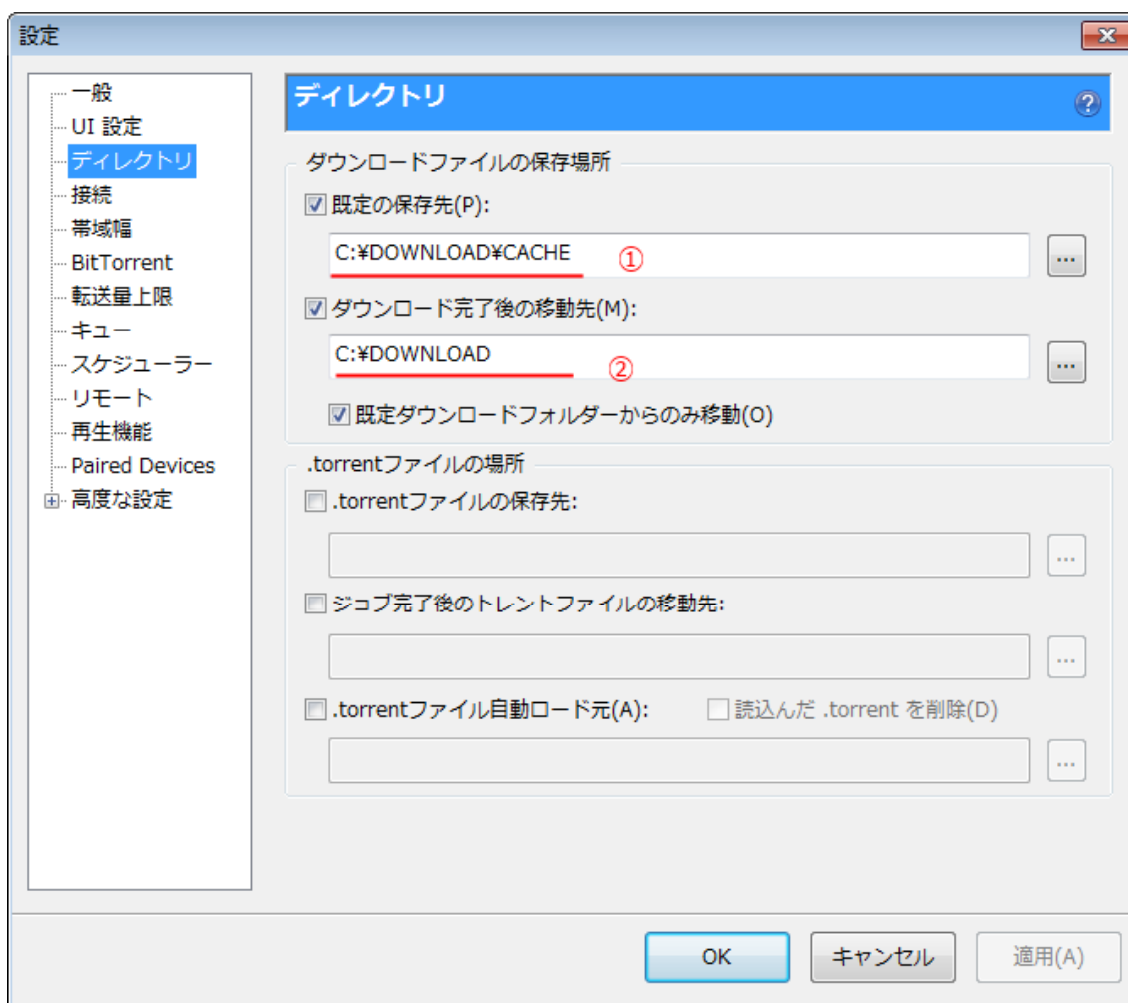 設定
一般
UI 設定
ディレクトリ
接続
帯域幅
BitTorrent
転送量上限
キュー
スケジューラー
リモート
再生機能
Paired Devices
高度な設定
ディレクトリ
ダウンロードファイルの保存場所
既定の保存先(P):
C:¥DOWNLOAD¥CACHE ①
...
ダウンロード完了後の移動先(M):
C:¥DOWNLOAD ②
...
既定ダウンロードフォルダーからのみ移動(O)
.torrentファイルの場所
.torrentファイルの保存先:
...
ジョブ完了後のトレントファイルの移動先:
...
.torrentファイル自動ロード元(A): 読込んだ .torrent を削除(D)
...
OK キャンセル 適用(A)